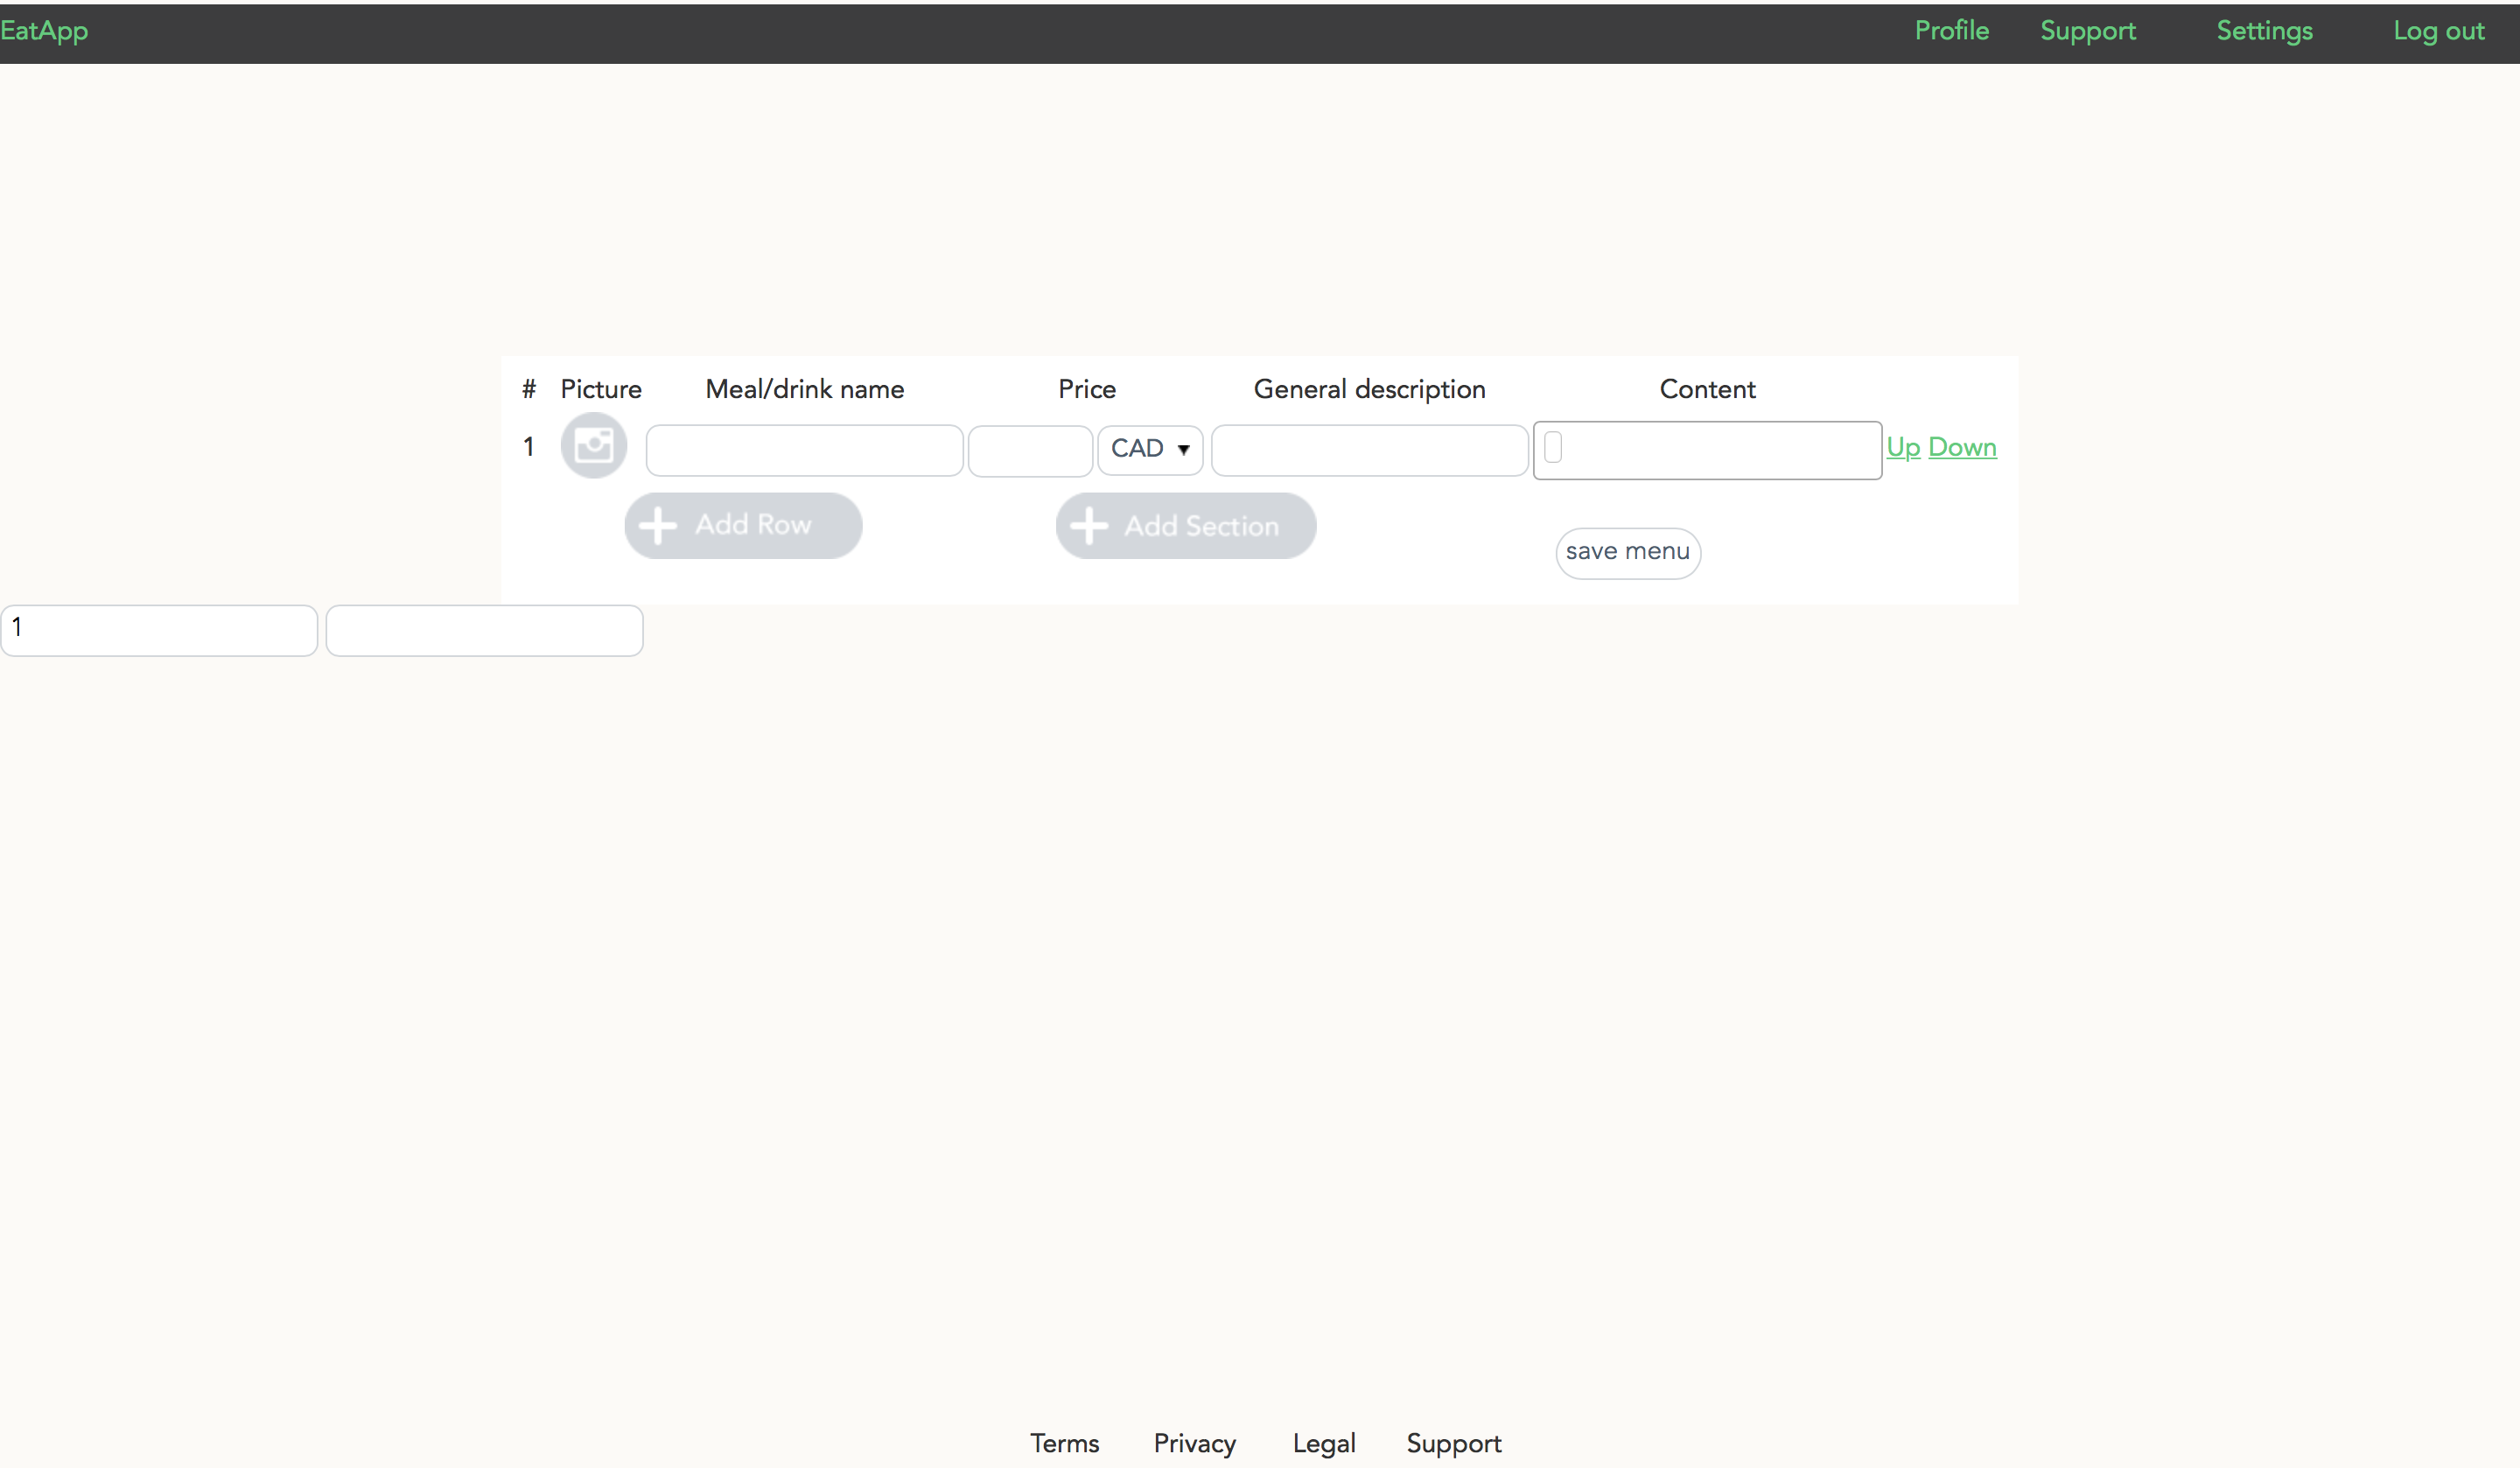 EatApp Profile Support Settings Log out
# Picture Meal/drink name Price General description Content
1 CAD Up Down
Add Row Add Section
save menu
1
Terms Privacy Legal Support